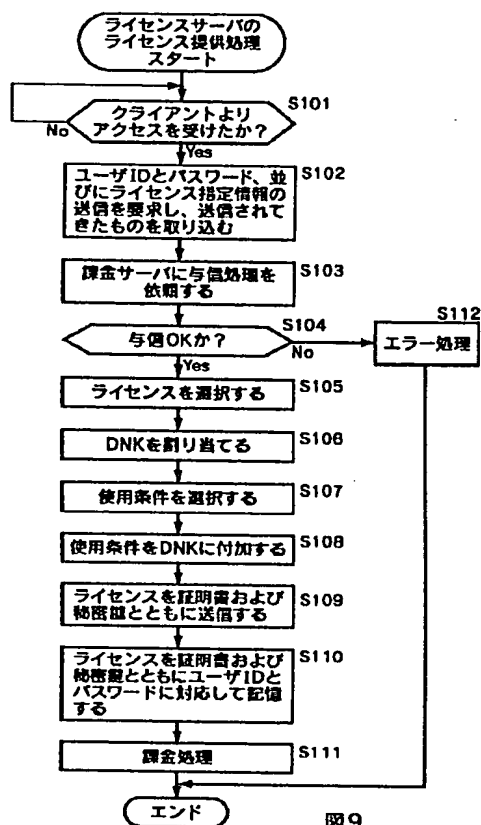 ライセンスサーバの
ライセンス提供処理
スタート
クライアントより
アクセスを受けたか?
S101
No
Yes
ユーザIDとパスワード、並
びにライセンス指定情報の
送信を要求し、送信されて
きたものを取り込む
S102
課金サーバに与信処理を
依頼する
S103
与信OKか?
S104
No
Yes
エラー処理
S112
ライセンスを選択する
S105
DNKを割り当てる
S106
使用条件を選択する
S107
使用条件をDNKに付加する
S108
ライセンスを証明書および
秘密鍵とともに送信する
S109
ライセンスを証明書および
秘密鍵とともにユーザIDと
パスワードに対応して記憶
する
S110
課金処理
S111
エンド
図9